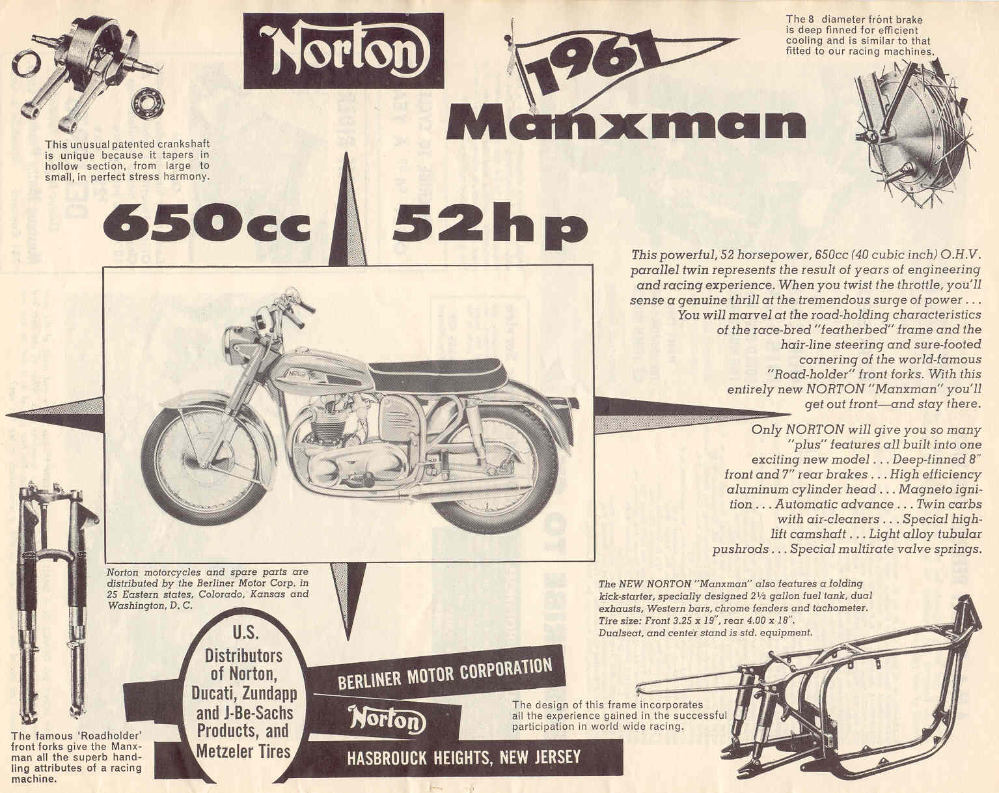 Norton
1961
Manxman
The 8 diameter front brake
is deep finned for efficient
cooling and is similar to that
fitted to our racing machines.
This unusual patented crankshaft
is unique because it tapers in
hollow section, from large to
small, in perfect stress harmony.
650cc 52hp
This powerful, 52 horsepower, 650cc (40 cubic inch) O.H.V.
parallel twin represents the result of years of engineering
and racing experience. When you twist the throttle, you'll
sense a genuine thrill at the tremendous surge of power . . .
You will marvel at the road-holding characteristics
of the race-bred "featherbed" frame and the
hair-line steering and sure-footed
cornering of the world-famous
"Road-holder" front forks. With this
entirely new NORTON "Manxman" you'll
get out front—and stay there.
Only NORTON will give you so many
"plus" features all built into one
exciting new model . . . Deep-finned 8"
front and 7" rear brakes . . . High efficiency
aluminum cylinder head . . . Magneto igni-
tion . . . Automatic advance . . . Twin carbs
with air-cleaners . . . Special high-
lift camshaft . . . Light alloy tubular
pushrods . . . Special multirate valve springs.
Norton
Norton motorcycles and spare parts are
distributed by the Berliner Motor Corp. in
25 Eastern states, Colorado, Kansas and
Washington, D. C.
The NEW NORTON "Manxman" also features a folding
kick-starter, specially designed 2½ gallon fuel tank, dual
exhausts, Western bars, chrome fenders and tachometer.
Tire size: Front 3.25 x 19", rear 4.00 x 18".
Dualseat, and center stand is std. equipment.
U.S.
Distributors
of Norton,
Ducati, Zundapp
and J-Be-Sachs
Products, and
Metzeler Tires
BERLINER MOTOR CORPORATION
Norton
HASBROUCK HEIGHTS, NEW JERSEY
The design of this frame incorporates
all the experience gained in the successful
participation in world wide racing.
The famous 'Roadholder'
front forks give the Manx-
man all the superb hand-
ling attributes of a racing
machine.